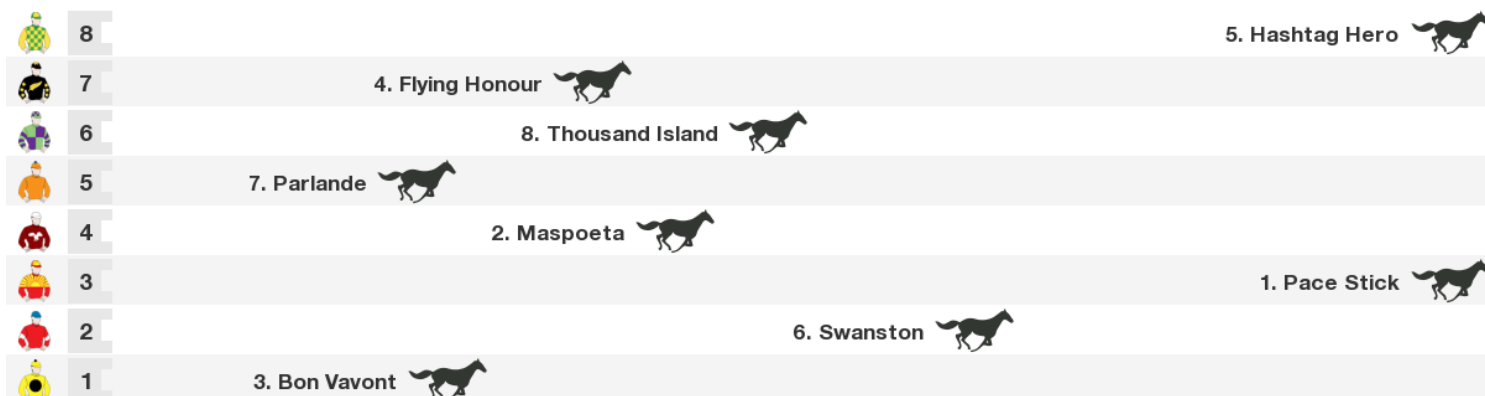 8 5. Hashtag Hero
7 4. Flying Honour
6 8. Thousand Island
5 7. Parlande
4 2. Maspoeta
3 1. Pace Stick
2 6. Swanston
1 3. Bon Vavont